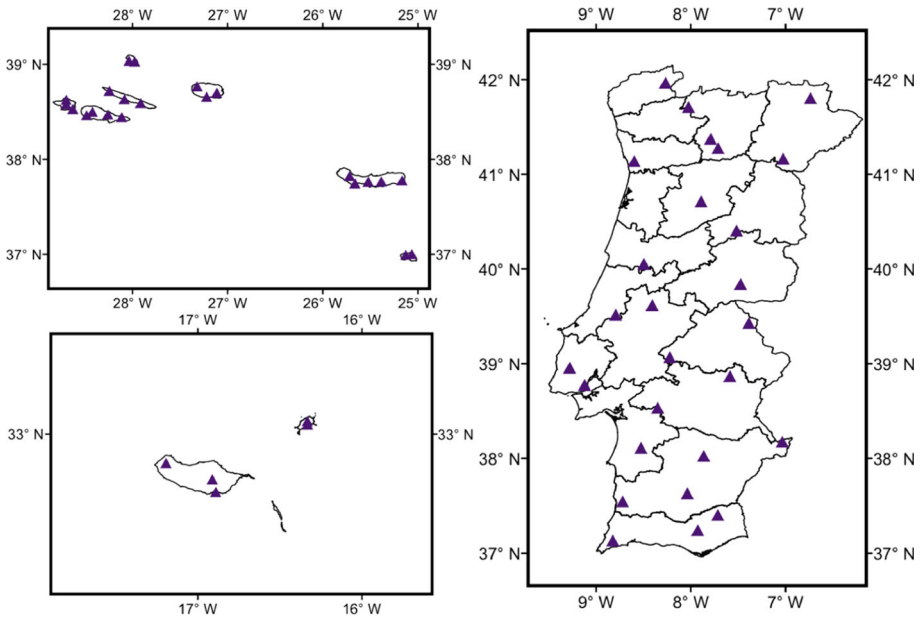 28° W 27° W 26° W 25° W
39° N 39° N
38° N 38° N
37° N 37° N
28° W 27° W 26° W 25° W
17° W 16° W
33° N 33° N
17° W 16° W
9° W 8° W 7° W
42° N 42° N
41° N 41° N
40° N 40° N
39° N 39° N
38° N 38° N
37° N 37° N
9° W 8° W 7° W